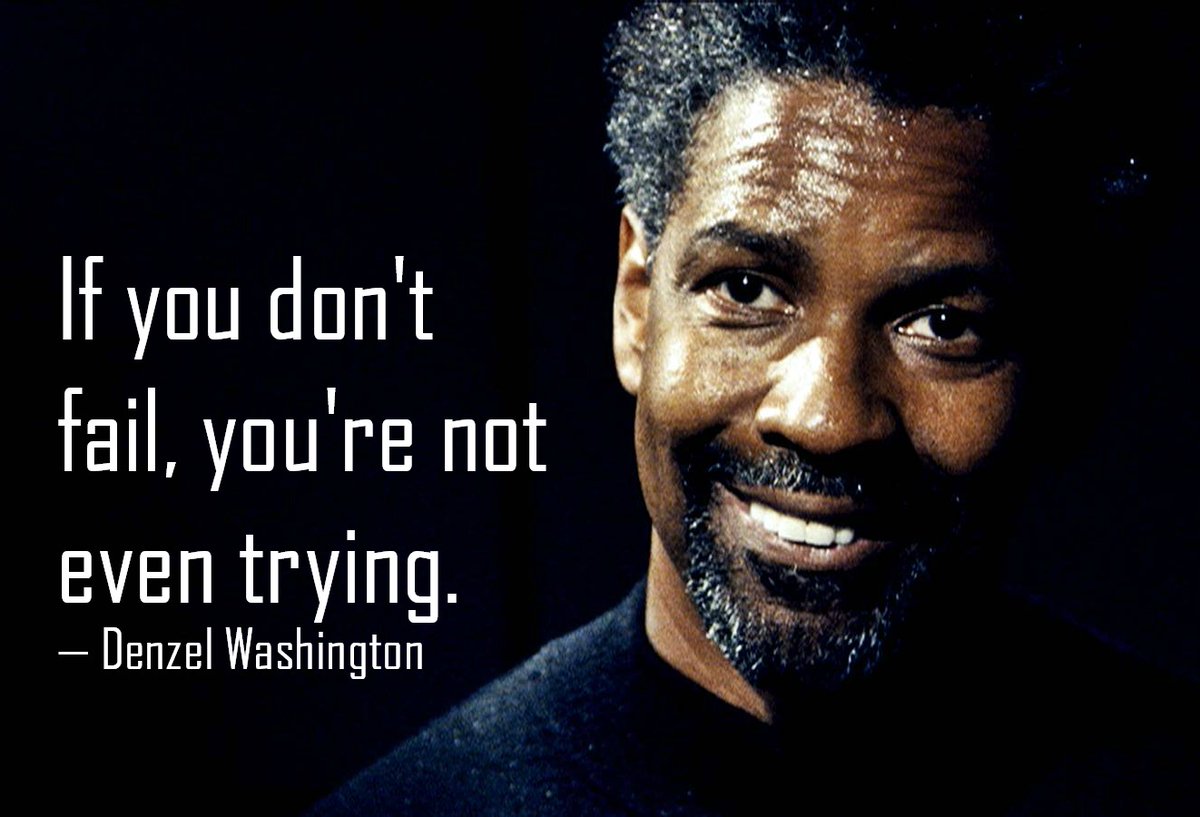 If you don't
fail, you're not
even trying.
— Denzel Washington